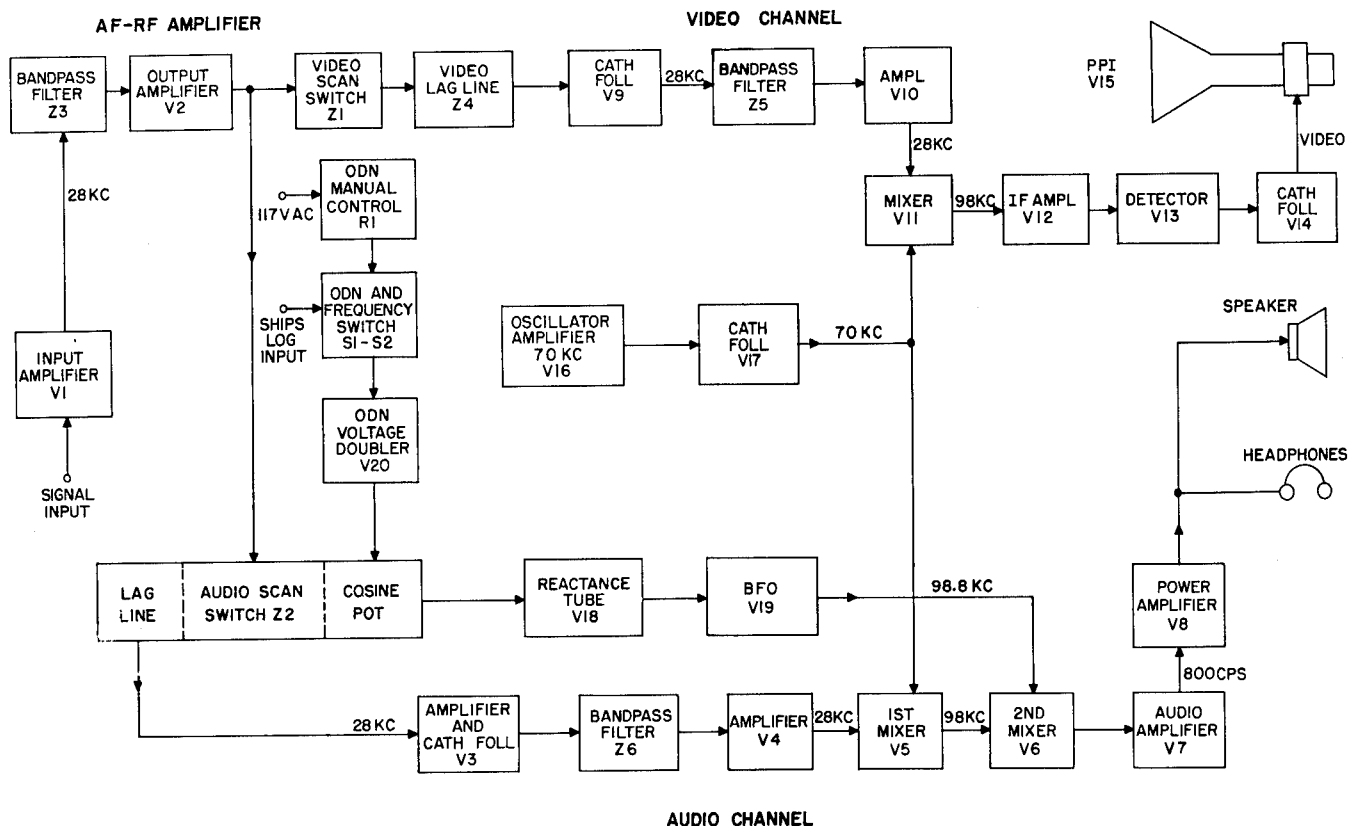 AF-RF AMPLIFIER
VIDEO CHANNEL
BANDPASS
FILTER
Z3
OUTPUT
AMPLIFIER
V2
VIDEO
SCAN
SWITCH
Z1
VIDEO
LAG LINE
Z4
CATH
FOLL
V9
28KC
BANDPASS
FILTER
Z5
AMPL
V10
PPI
V15
28KC
VIDEO
28KC
ODN
MANUAL
CONTROL
R1
117VAC
MIXER
V11
98KC
IF AMPL
V12
DETECTOR
V13
CATH
FOLL
V14
ODN AND
FREQUENCY
SWITCH
S1-S2
SHIPS
LOG
INPUT
OSCILLATOR
AMPLIFIER
70 KC
V16
CATH
FOLL
V17
70KC
SPEAKER
INPUT
AMPLIFIER
V1
ODN
VOLTAGE
DOUBLER
V20
HEADPHONES
SIGNAL
INPUT
LAG
LINE
AUDIO SCAN
SWITCH Z2
COSINE
POT
REACTANCE
TUBE
V18
BFO
V19
98.8KC
POWER
AMPLIFIER
V8
800CPS
28KC
AMPLIFIER
AND
CATH FOLL
V3
BANDPASS
FILTER
Z6
AMPLIFIER
V4
28KC
1ST
MIXER
V5
98KC
2ND
MIXER
V6
AUDIO
AMPLIFIER
V7
AUDIO CHANNEL